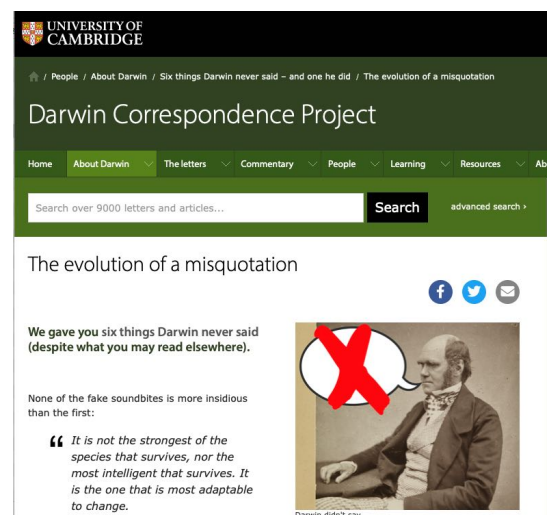 UNIVERSITY OF
CAMBRIDGE
/ People / About Darwin / Six things Darwin never said – and one he did / The evolution of a misquotation
Darwin Correspondence Project
Home About Darwin The letters Commentary People Learning Resources Ab
Search over 9000 letters and articles... Search advanced search ›
The evolution of a misquotation
We gave you six things Darwin never said
(despite what you may read elsewhere).
None of the fake soundbites is more insidious
than the first:
“ It is not the strongest of the
species that survives, nor the
most intelligent that survives. It
is the one that is most adaptable
to change.
Darwin didn't say